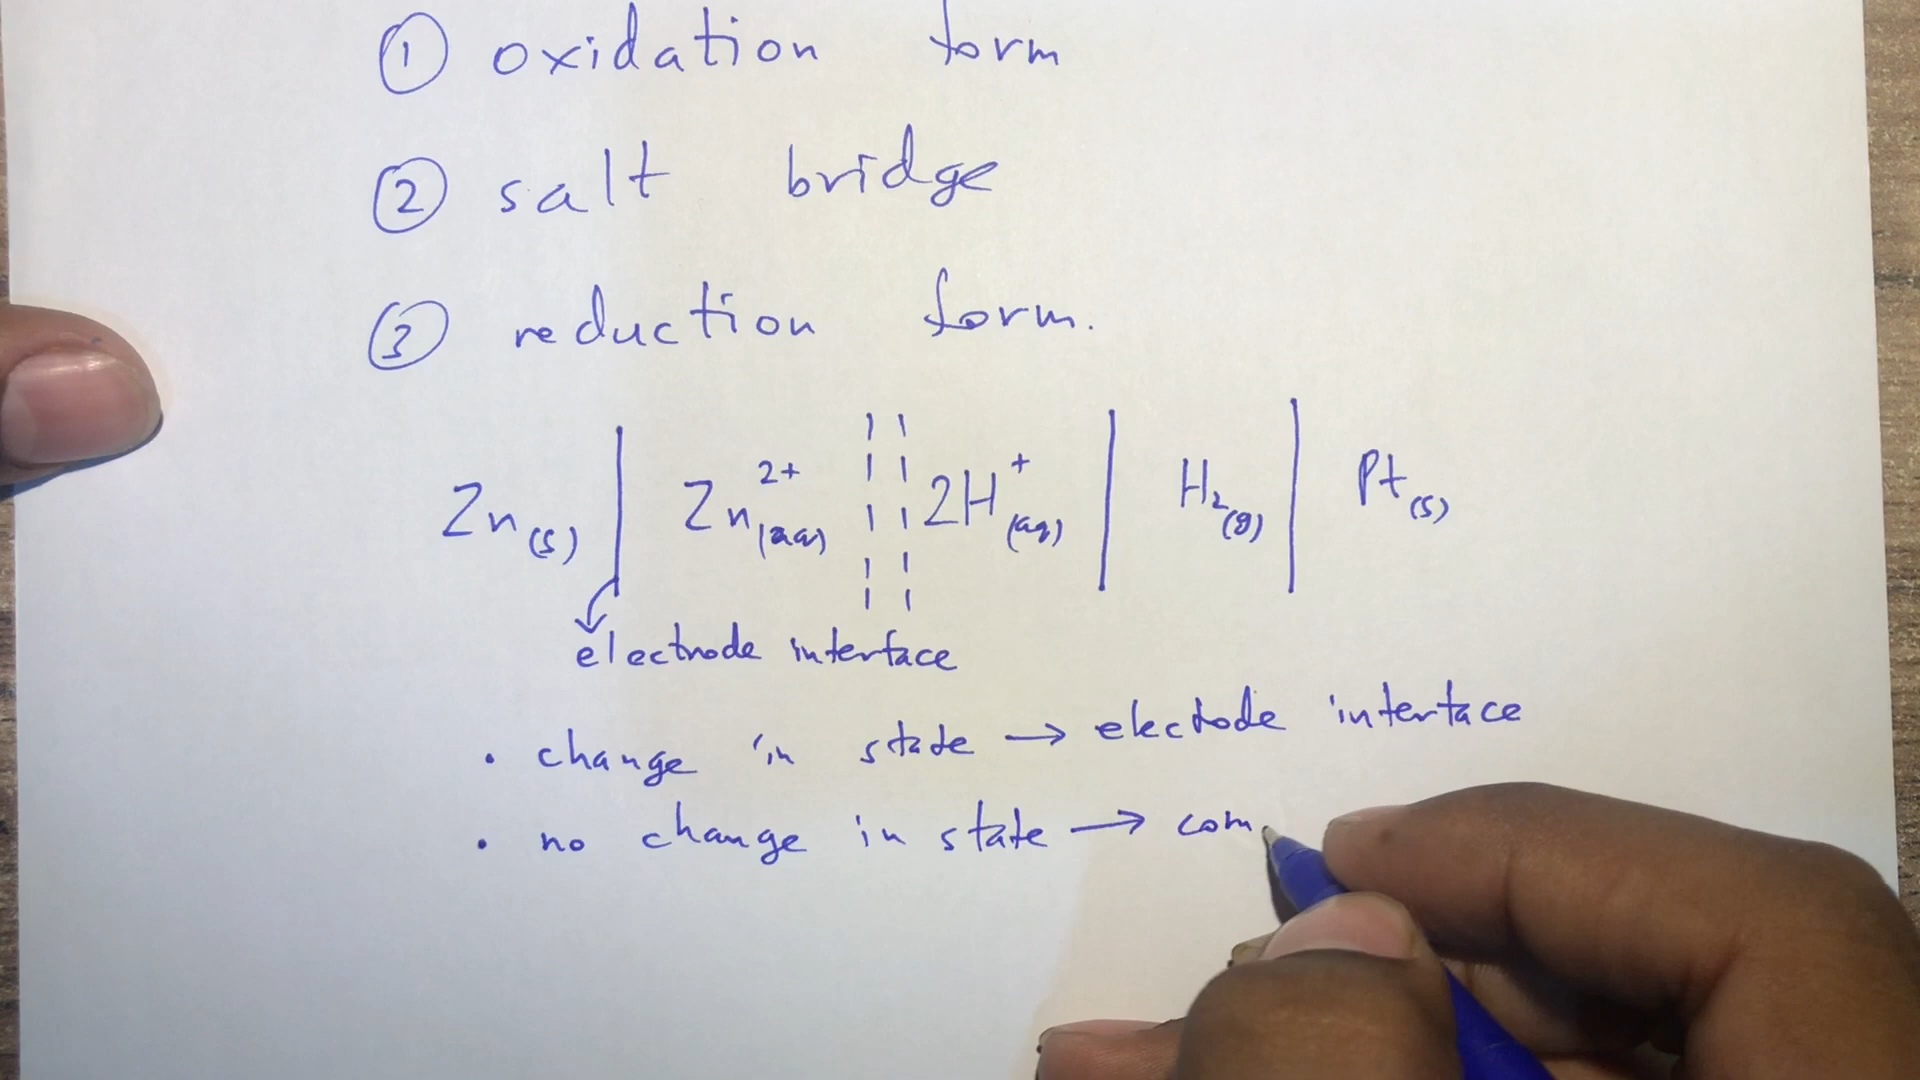 ① oxidation form
② salt bridge
③ reduction form.
Zn(s) | Zn²⁺(aq) ¦¦ 2H⁺(aq) | H₂(g) | Pt(s)
electrode interface
• change in state → electode interface
• no change in state → com